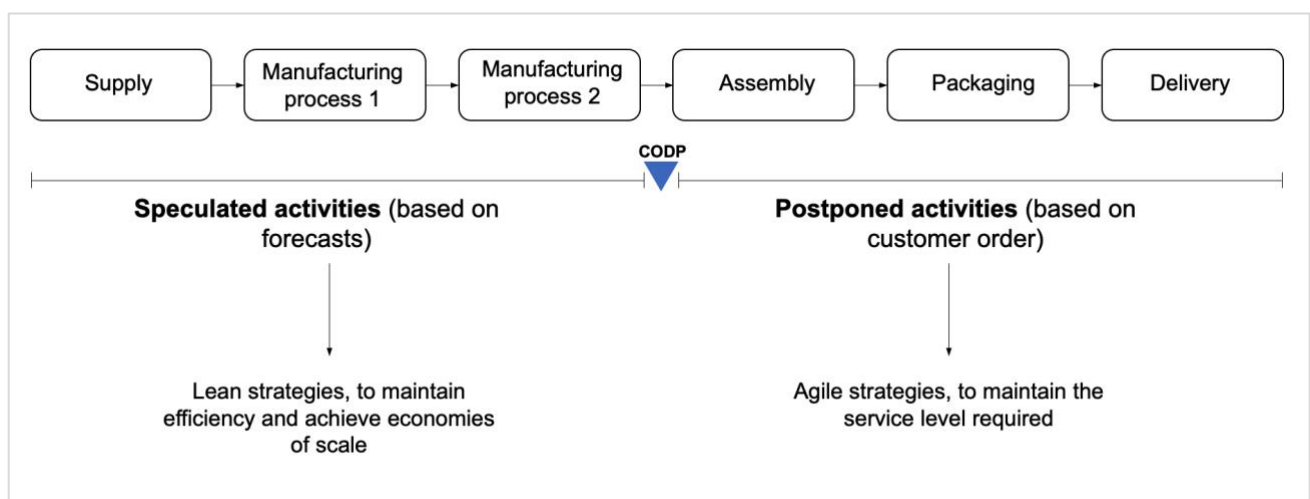 Supply
Manufacturing
process 1
Manufacturing
process 2
Assembly
Packaging
Delivery
CODP
Speculated activities (based on
forecasts)
Postponed activities (based on
customer order)
Lean strategies, to maintain
efficiency and achieve economies
of scale
Agile strategies, to maintain the
service level required